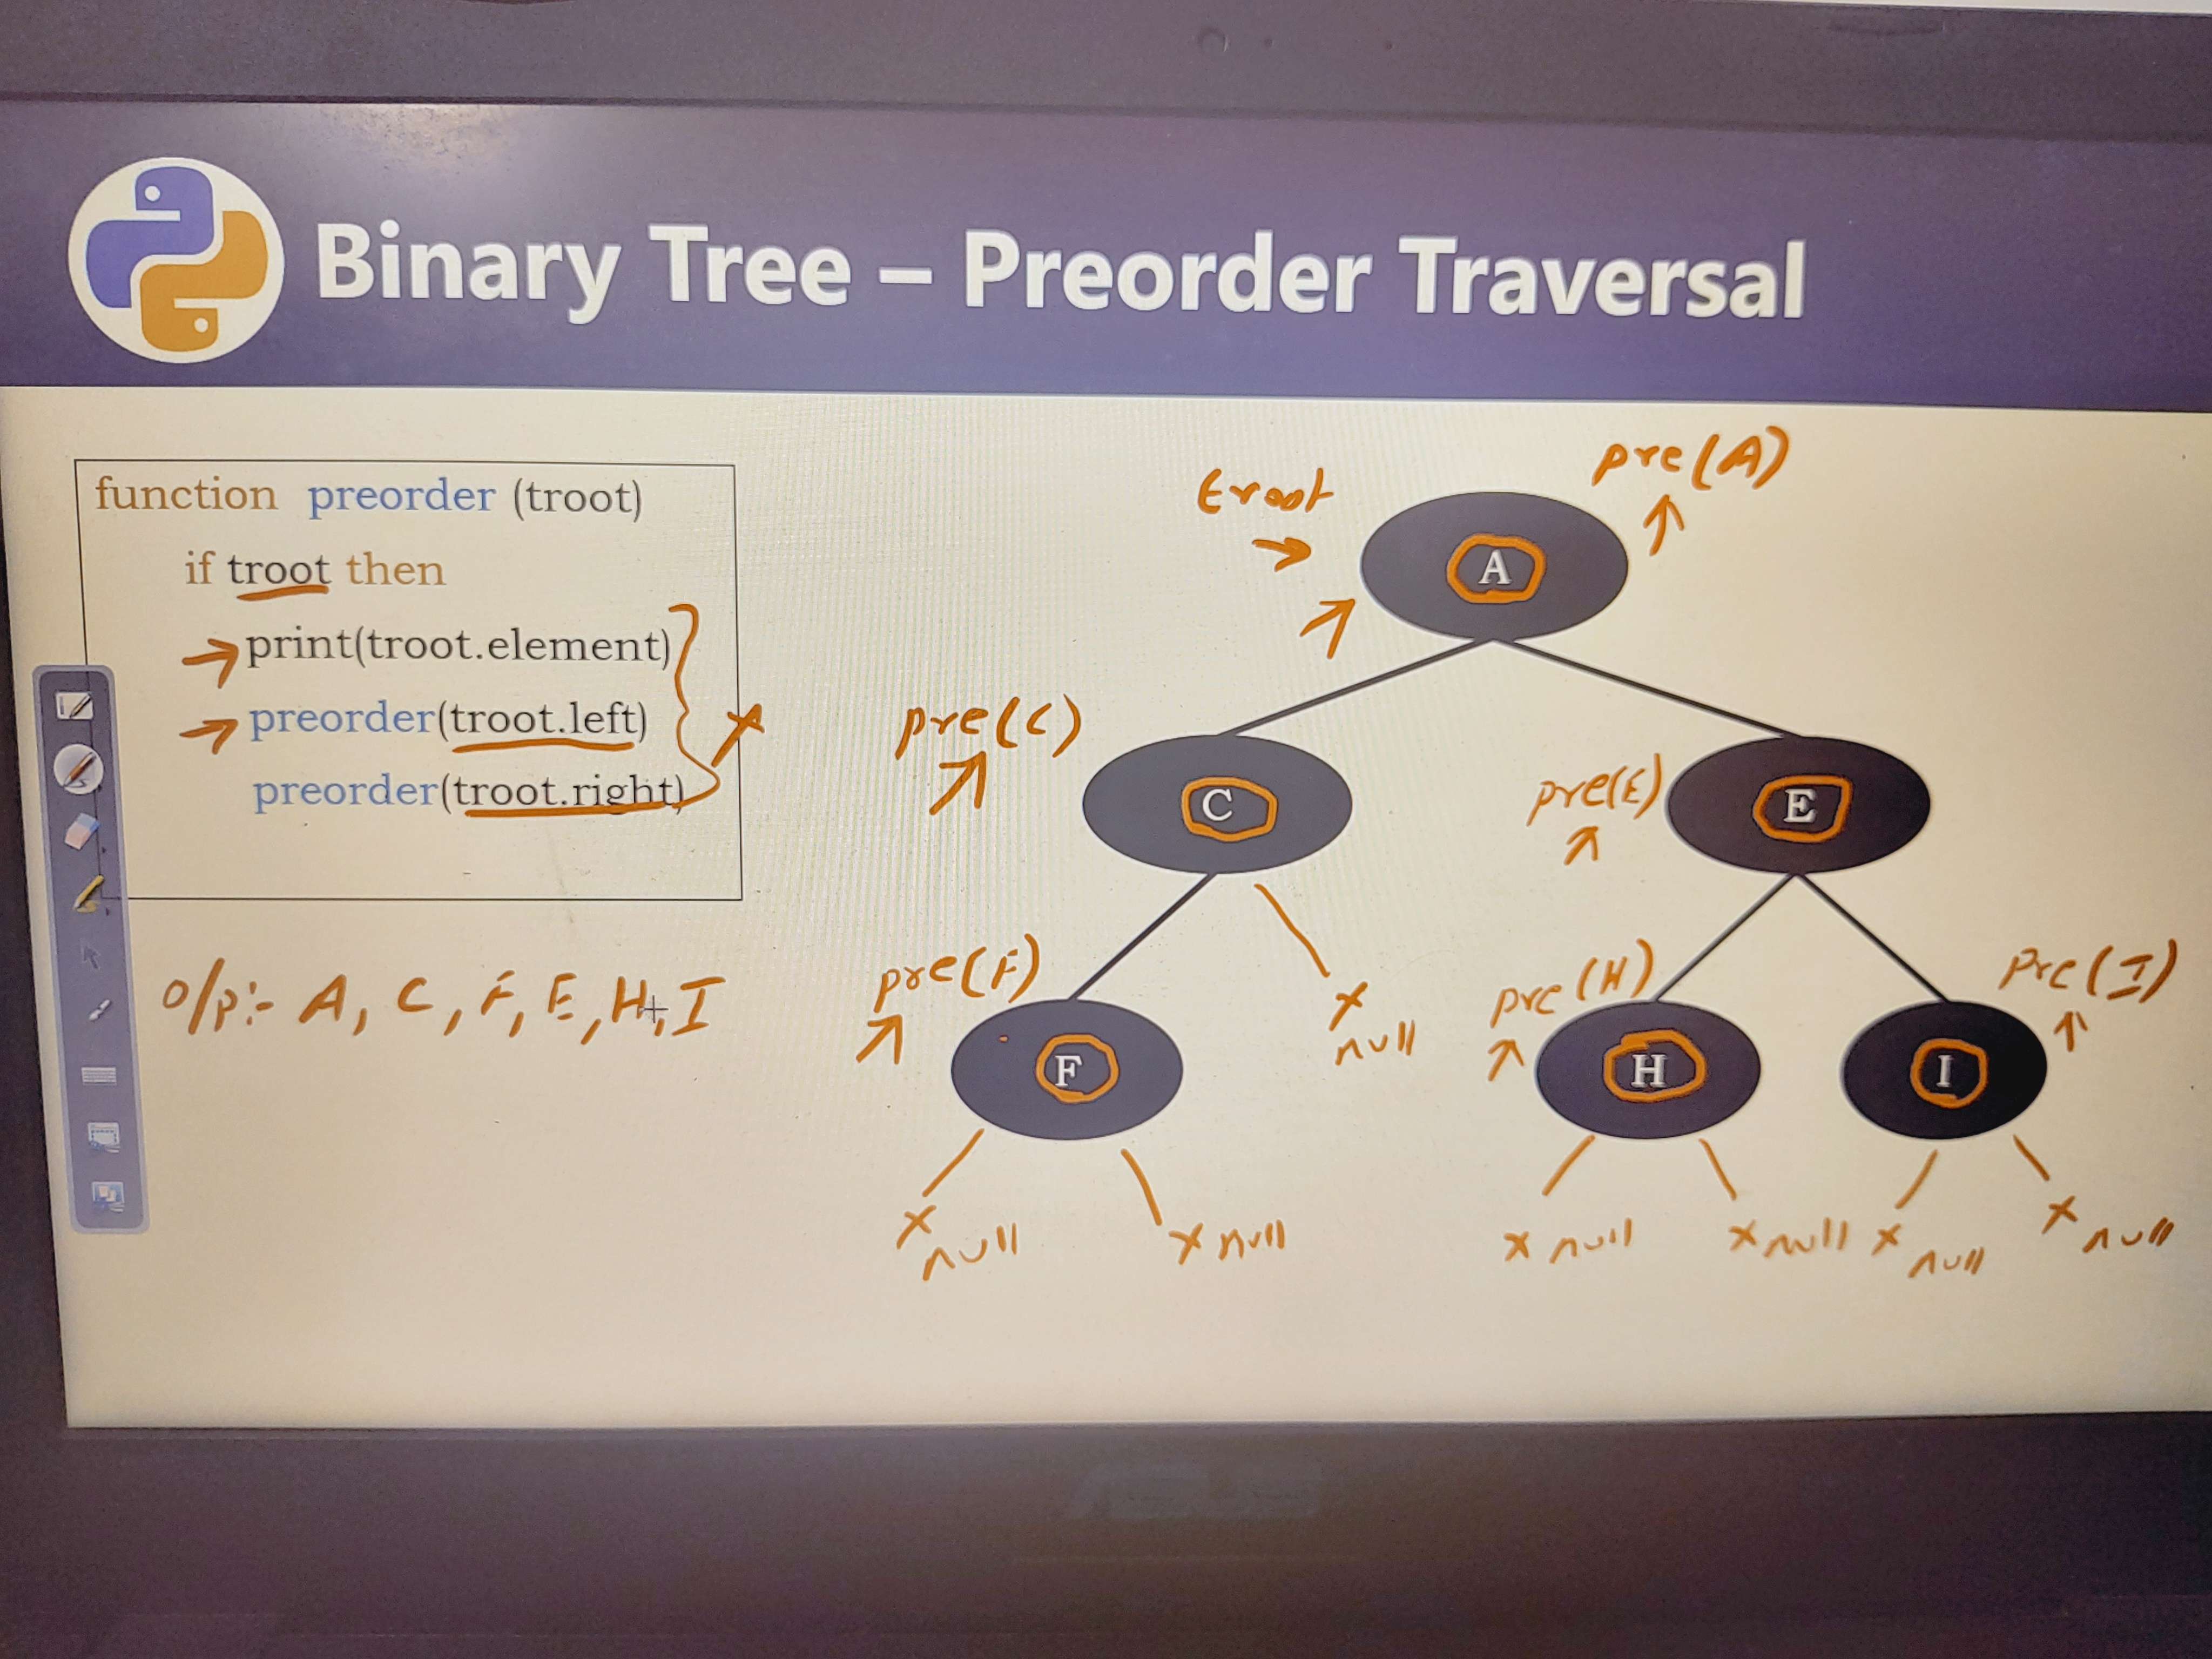 Binary Tree – Preorder Traversal
function preorder (troot)
if troot then
print(troot.element)
preorder(troot.left)
preorder(troot.right)
o/p:- A, C, F, E, H, I
troot
pre(A)
A
pre(C)
C
pre(E)
E
pre(F)
F
x
null
pre(H)
H
pre(I)
I
x null
x null
x null
x null
x null
x null